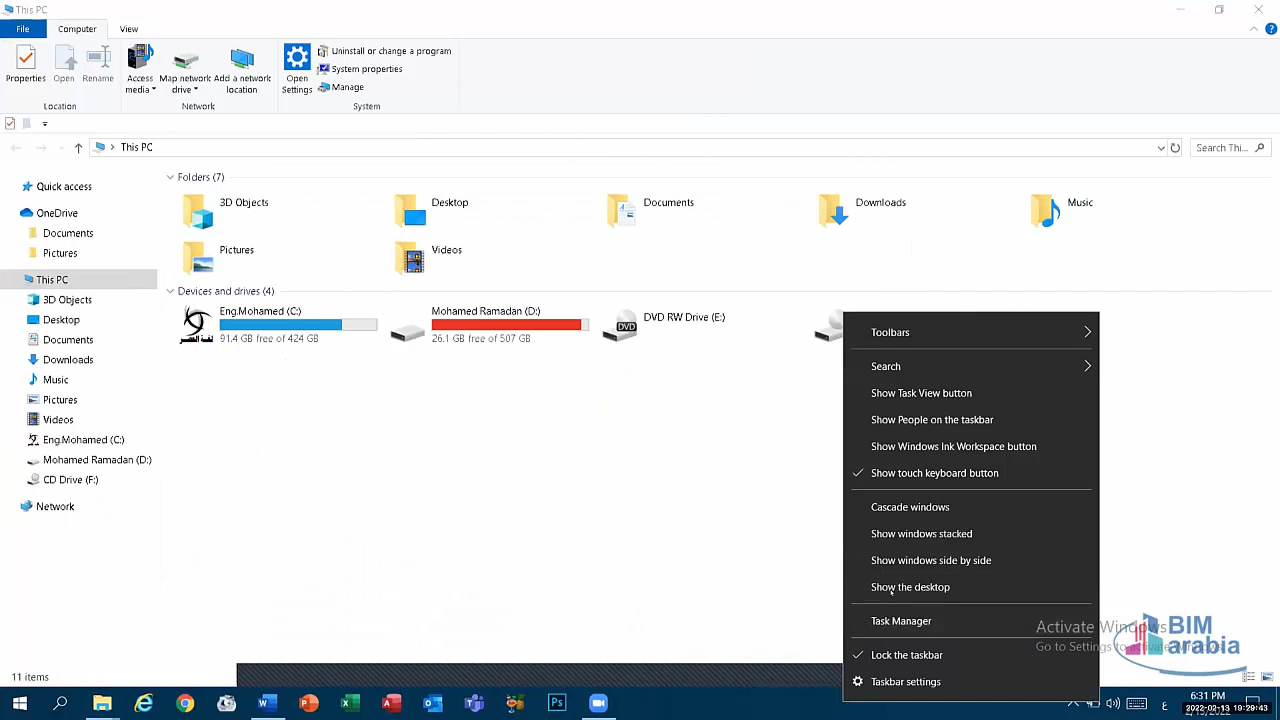 This PC
File Computer View
Properties Open Rename
Access media Map network drive Add a network location
Open Settings
Uninstall or change a program
System properties
Manage
Location Network System
This PC
Search Thi...
Quick access
OneDrive
Documents
Pictures
This PC
3D Objects
Desktop
Documents
Downloads
Music
Pictures
Videos
Eng.Mohamed (C:)
Mohamed Ramadan (D:)
CD Drive (F:)
Network
Folders (7)
3D Objects
Desktop
Documents
Downloads
Music
Pictures
Videos
Devices and drives (4)
Eng.Mohamed (C:)
91.4 GB free of 424 GB
Mohamed Ramadan (D:)
26.1 GB free of 507 GB
DVD
DVD RW Drive (E:)
Toolbars
Search
Show Task View button
Show People on the taskbar
Show Windows Ink Workspace button
Show touch keyboard button
Cascade windows
Show windows stacked
Show windows side by side
Show the desktop
Task Manager
Lock the taskbar
Taskbar settings
Activate Windows
Go to Settings to activate
BIM
arabia
11 items
6:31 PM
2022-02-13 19:29:43